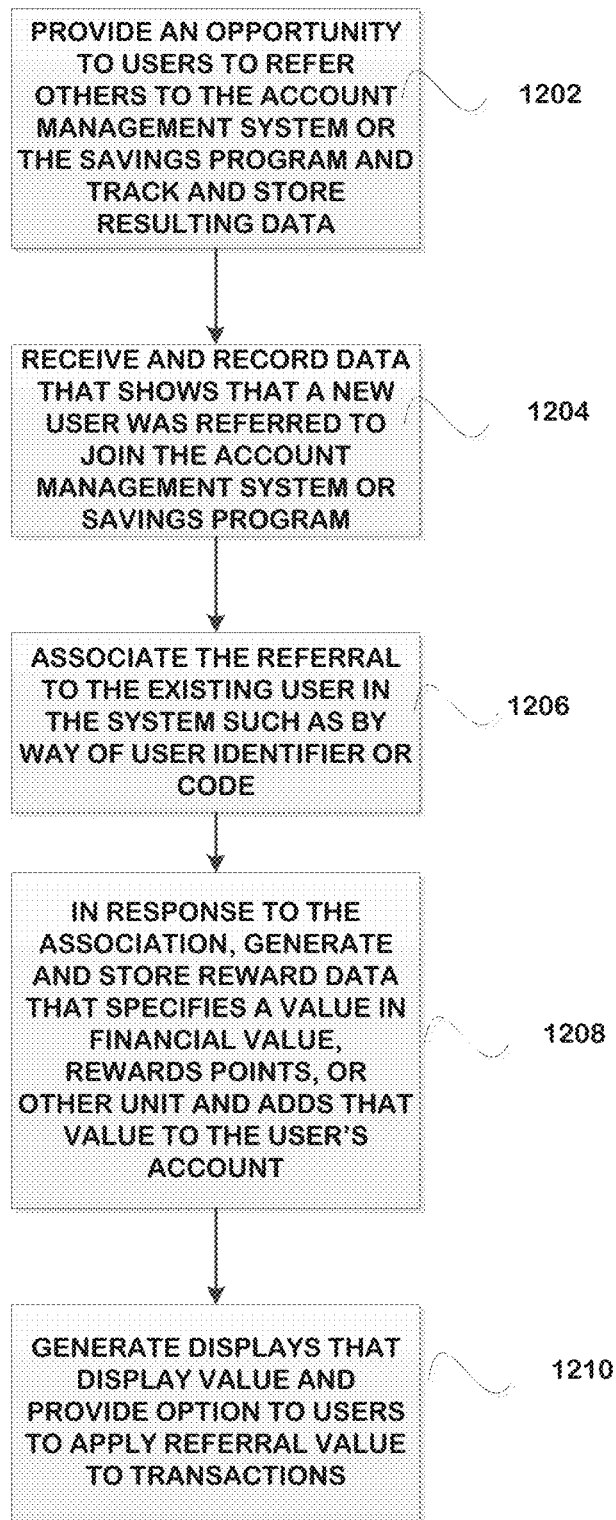 PROVIDE AN OPPORTUNITY
TO USERS TO REFER
OTHERS TO THE ACCOUNT
MANAGEMENT SYSTEM OR
THE SAVINGS PROGRAM AND
TRACK AND STORE
RESULTING DATA
1202
RECEIVE AND RECORD DATA
THAT SHOWS THAT A NEW
USER WAS REFERRED TO
JOIN THE ACCOUNT
MANAGEMENT SYSTEM OR
SAVINGS PROGRAM
1204
ASSOCIATE THE REFERRAL
TO THE EXISTING USER IN
THE SYSTEM SUCH AS BY
WAY OF USER IDENTIFIER OR
CODE
1206
IN RESPONSE TO THE
ASSOCIATION, GENERATE
AND STORE REWARD DATA
THAT SPECIFIES A VALUE IN
FINANCIAL VALUE,
REWARDS POINTS, OR
OTHER UNIT AND ADDS THAT
VALUE TO THE USER'S
ACCOUNT
1208
GENERATE DISPLAYS THAT
DISPLAY VALUE AND
PROVIDE OPTION TO USERS
TO APPLY REFERRAL VALUE
TO TRANSACTIONS
1210